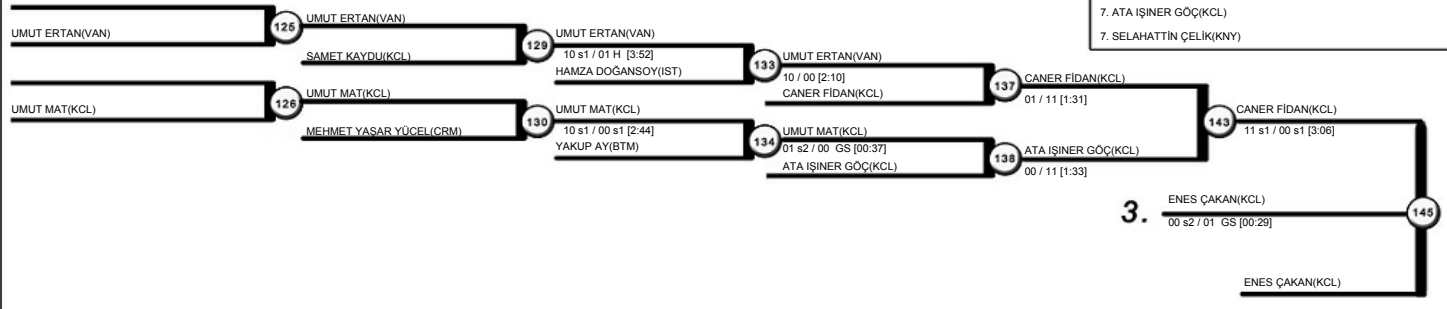 7. ATA IŞINER GÖÇ(KCL)
7. SELAHATTİN ÇELİK(KNY)
UMUT ERTAN(VAN)
125
UMUT ERTAN(VAN)
SAMET KAYDU(KCL)
129
UMUT ERTAN(VAN)
10 s1 / 01 H [3:52]
HAMZA DOĞANSOY(IST)
133
UMUT ERTAN(VAN)
10 / 00 [2:10]
CANER FİDAN(KCL)
137
CANER FİDAN(KCL)
01 / 11 [1:31]
UMUT MAT(KCL)
126
UMUT MAT(KCL)
MEHMET YAŞAR YÜCEL(CRM)
130
UMUT MAT(KCL)
10 s1 / 00 s1 [2:44]
YAKUP AY(BTM)
134
UMUT MAT(KCL)
01 s2 / 00 GS [00:37]
ATA IŞINER GÖÇ(KCL)
138
ATA IŞINER GÖÇ(KCL)
00 / 11 [1:33]
143
CANER FİDAN(KCL)
11 s1 / 00 s1 [3:06]
3.
ENES ÇAKAN(KCL)
00 s2 / 01 GS [00:29]
145
ENES ÇAKAN(KCL)